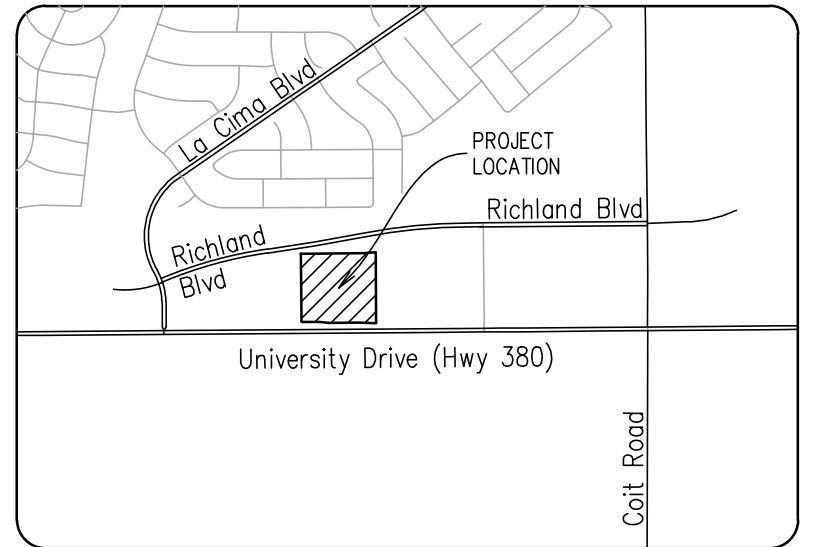 La Cima Blvd
PROJECT
LOCATION
Richland Blvd
Richland
Blvd
University Drive (Hwy 380)
Coit Road